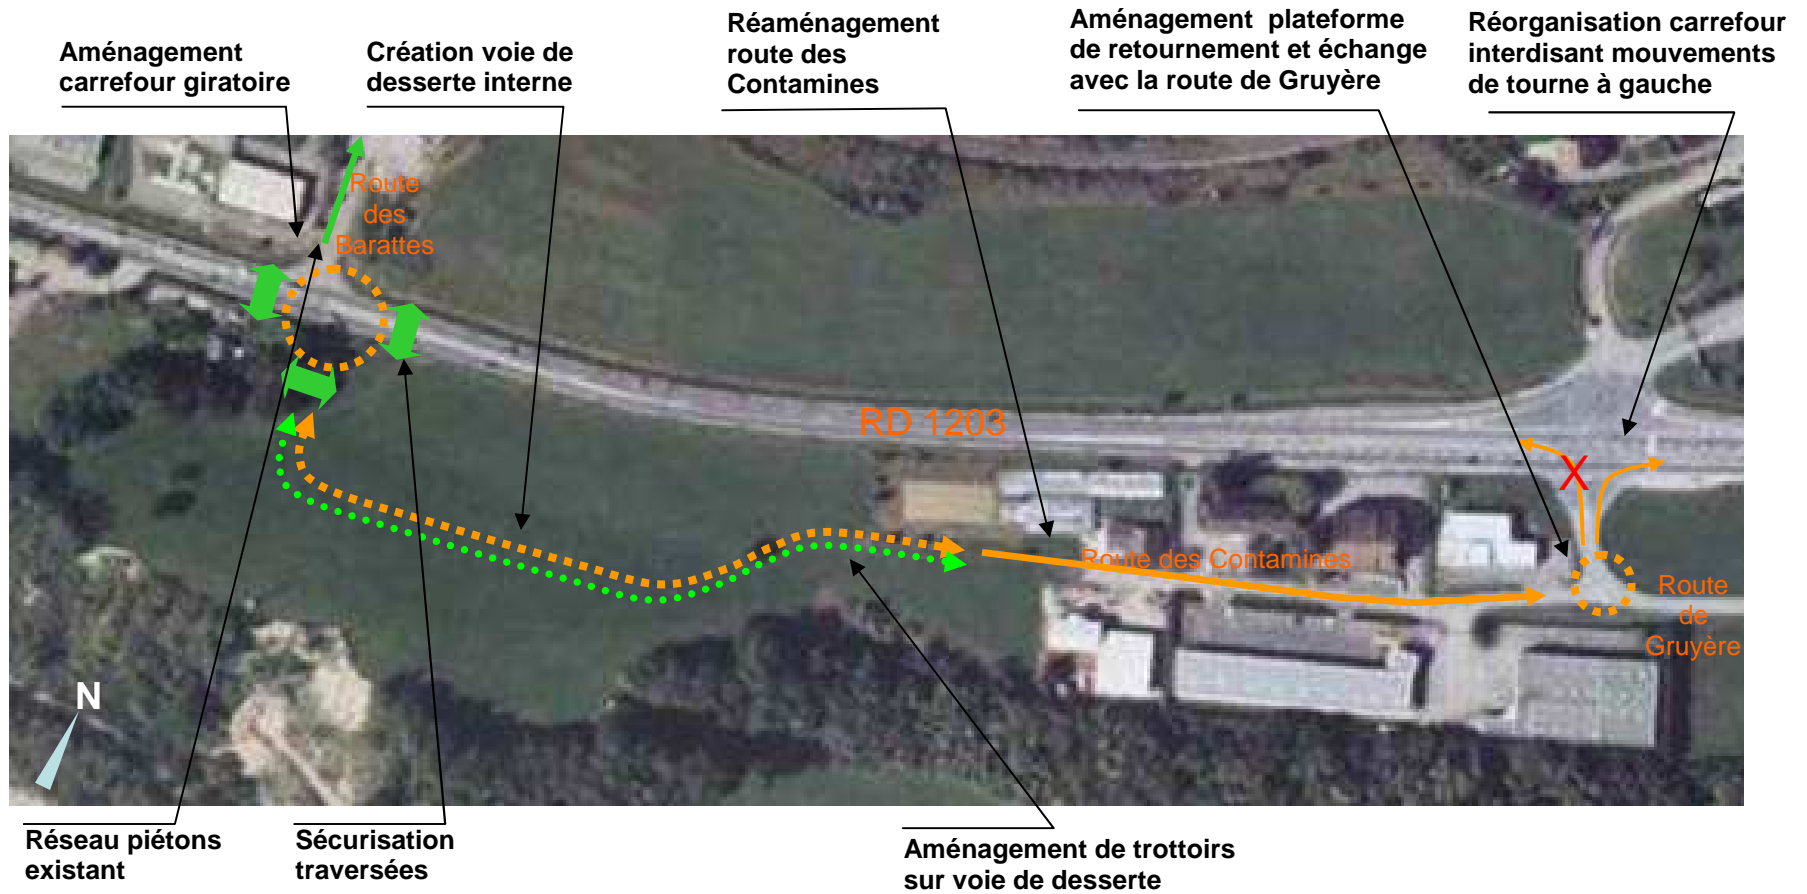 Aménagement
carrefour giratoire
Création voie de
desserte interne
Réaménagement
route des
Contamines
Aménagement plateforme
de retournement et échange
avec la route de Gruyère
Réorganisation carrefour
interdisant mouvements
de tourne à gauche
Route
des
Barattes
RD 1203
X
Route des Contamines
Route
de
Gruyère
N
Réseau piétons
existant
Sécurisation
traversées
Aménagement de trottoirs
sur voie de desserte